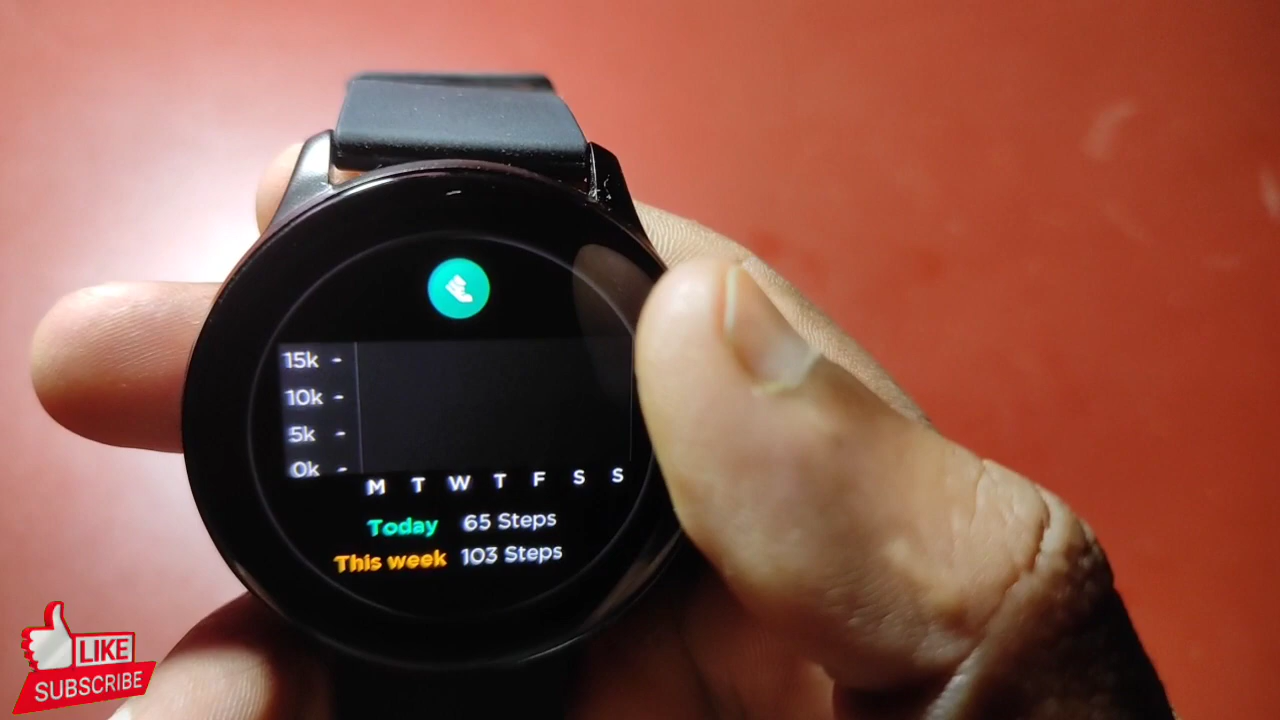 15k -
10k -
5k -
0k -
M T W T F S S
Today 65 Steps
This week 103 Steps
LIKE
SUBSCRIBE